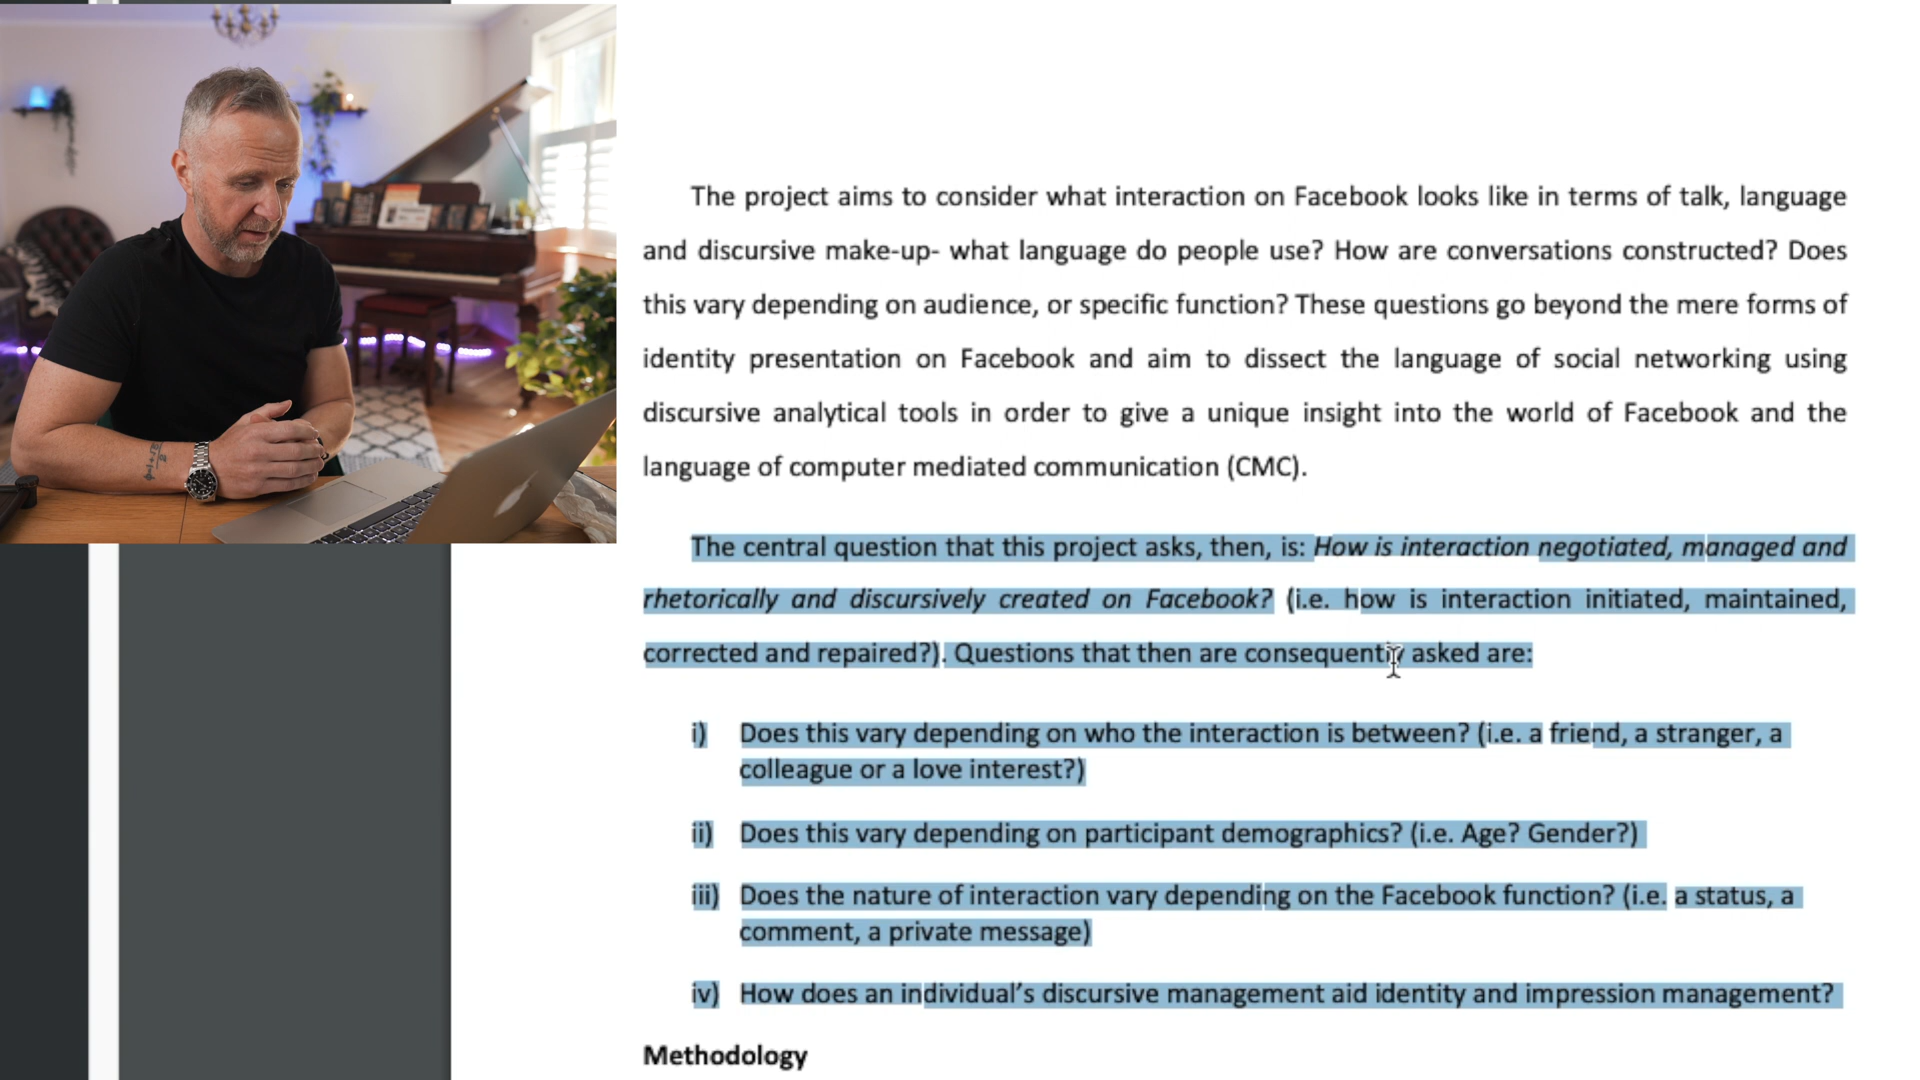 The project aims to consider what interaction on Facebook looks like in terms of talk, language
and discursive make-up- what language do people use? How are conversations constructed? Does
this vary depending on audience, or specific function? These questions go beyond the mere forms of
identity presentation on Facebook and aim to dissect the language of social networking using
discursive analytical tools in order to give a unique insight into the world of Facebook and the
language of computer mediated communication (CMC).
The central question that this project asks, then, is: How is interaction negotiated, managed and
rhetorically and discursively created on Facebook? (i.e. how is interaction initiated, maintained,
corrected and repaired?). Questions that then are consequently asked are:
i) Does this vary depending on who the interaction is between? (i.e. a friend, a stranger, a
colleague or a love interest?)
ii) Does this vary depending on participant demographics? (i.e. Age? Gender?)
iii) Does the nature of interaction vary depending on the Facebook function? (i.e. a status, a
comment, a private message)
iv) How does an individual's discursive management aid identity and impression management?
Methodology